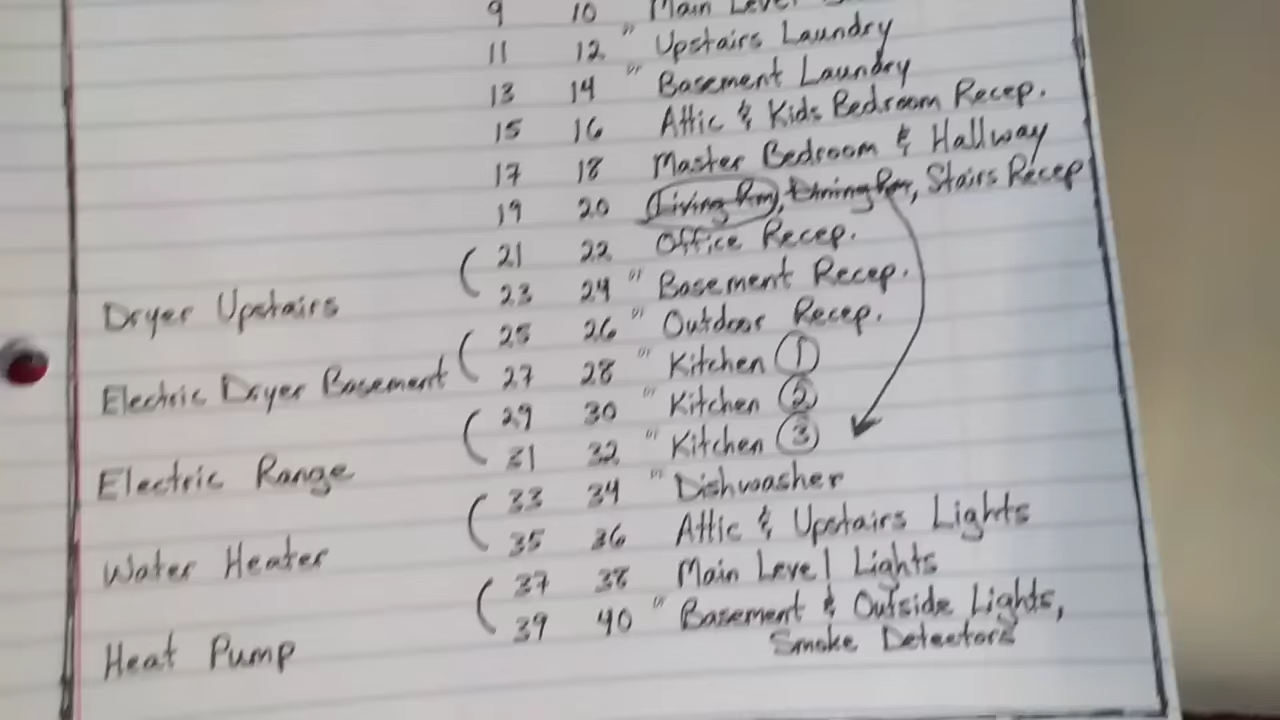 9 10 Main Level
11 12 " Upstairs Laundry
13 14 " Basement Laundry
15 16 Attic & Kids Bedroom Recep.
17 18 Master Bedroom & Hallway
19 20 Living Rm, Dining Rm, Stairs Recep
( 21 22 Office Recep.
Dryer Upstairs 23 24 " Basement Recep.
( 25 26 " Outdoor Recep.
Electric Dryer Basement 27 28 " Kitchen 1
( 29 30 " Kitchen 2
Electric Range 31 32 " Kitchen 3
( 33 34 " Dishwasher
Water Heater 35 36 Attic & Upstairs Lights
( 37 38 Main Level Lights
Heat Pump 39 40 " Basement & Outside Lights,
Smoke Detectors